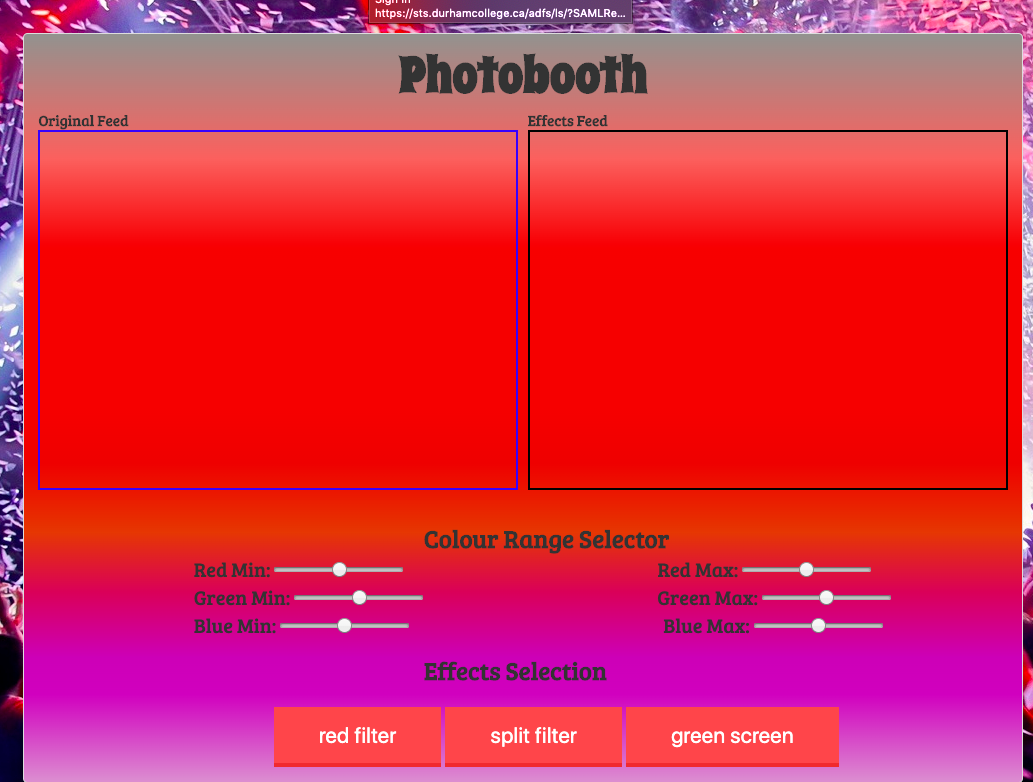 Sign In
https://sts.durhamcollege.ca/adfs/ls/?SAMLRe...
Photobooth
Original Feed
Effects Feed
Colour Range Selector
Red Min:
Red Max:
Green Min:
Green Max:
Blue Min:
Blue Max:
Effects Selection
red filter
split filter
green screen